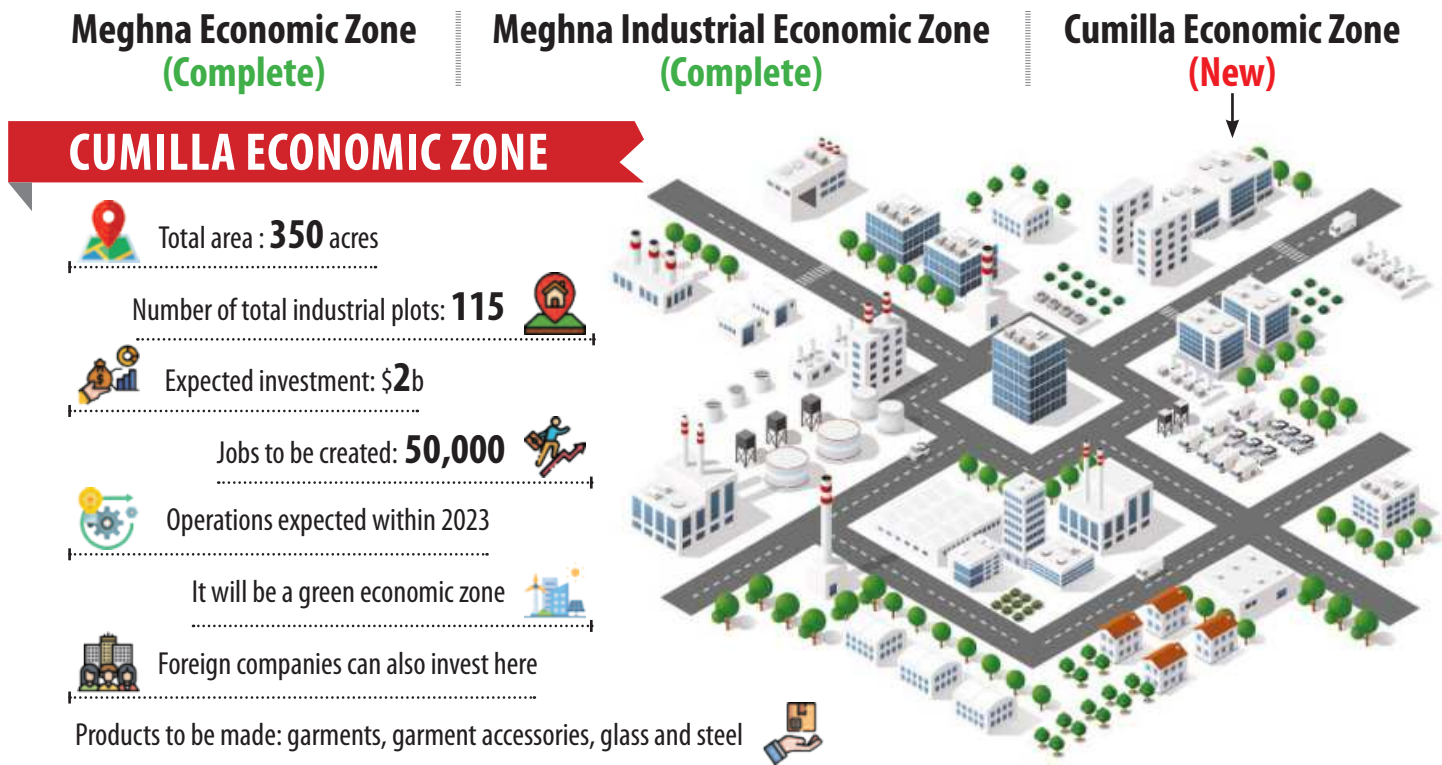 Meghna Economic Zone
(Complete)
Meghna Industrial Economic Zone
(Complete)
Cumilla Economic Zone
(New)
CUMILLA ECONOMIC ZONE
Total area : 350 acres
Number of total industrial plots: 115
Expected investment: $2b
Jobs to be created: 50,000
Operations expected within 2023
It will be a green economic zone
Foreign companies can also invest here
Products to be made: garments, garment accessories, glass and steel